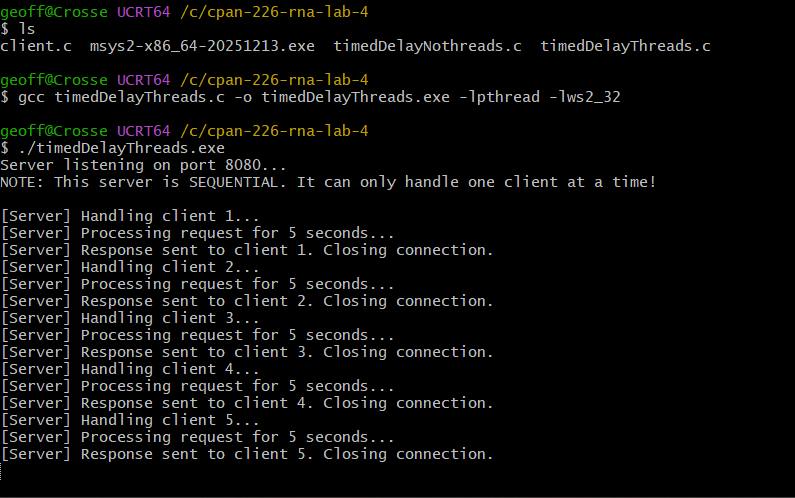 geoff@Crosse UCRT64 /c/cpan-226-rna-lab-4
$ ls
client.c  msys2-x86_64-20251213.exe  timedDelayNothreads.c  timedDelayThreads.c
geoff@Crosse UCRT64 /c/cpan-226-rna-lab-4
$ gcc timedDelayThreads.c -o timedDelayThreads.exe -lpthread -lws2_32
geoff@Crosse UCRT64 /c/cpan-226-rna-lab-4
$ ./timedDelayThreads.exe
Server listening on port 8080...
NOTE: This server is SEQUENTIAL. It can only handle one client at a time!
[Server] Handling client 1...
[Server] Processing request for 5 seconds...
[Server] Response sent to client 1. Closing connection.
[Server] Handling client 2...
[Server] Processing request for 5 seconds...
[Server] Response sent to client 2. Closing connection.
[Server] Handling client 3...
[Server] Processing request for 5 seconds...
[Server] Response sent to client 3. Closing connection.
[Server] Handling client 4...
[Server] Processing request for 5 seconds...
[Server] Response sent to client 4. Closing connection.
[Server] Handling client 5...
[Server] Processing request for 5 seconds...
[Server] Response sent to client 5. Closing connection.